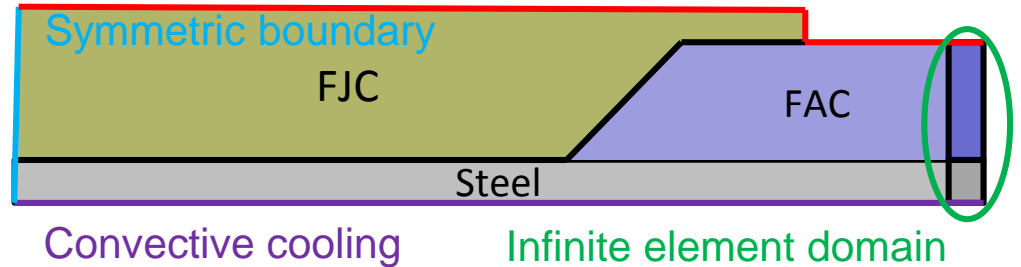 Symmetric boundary
FJC
FAC
Steel
Convective cooling
Infinite element domain